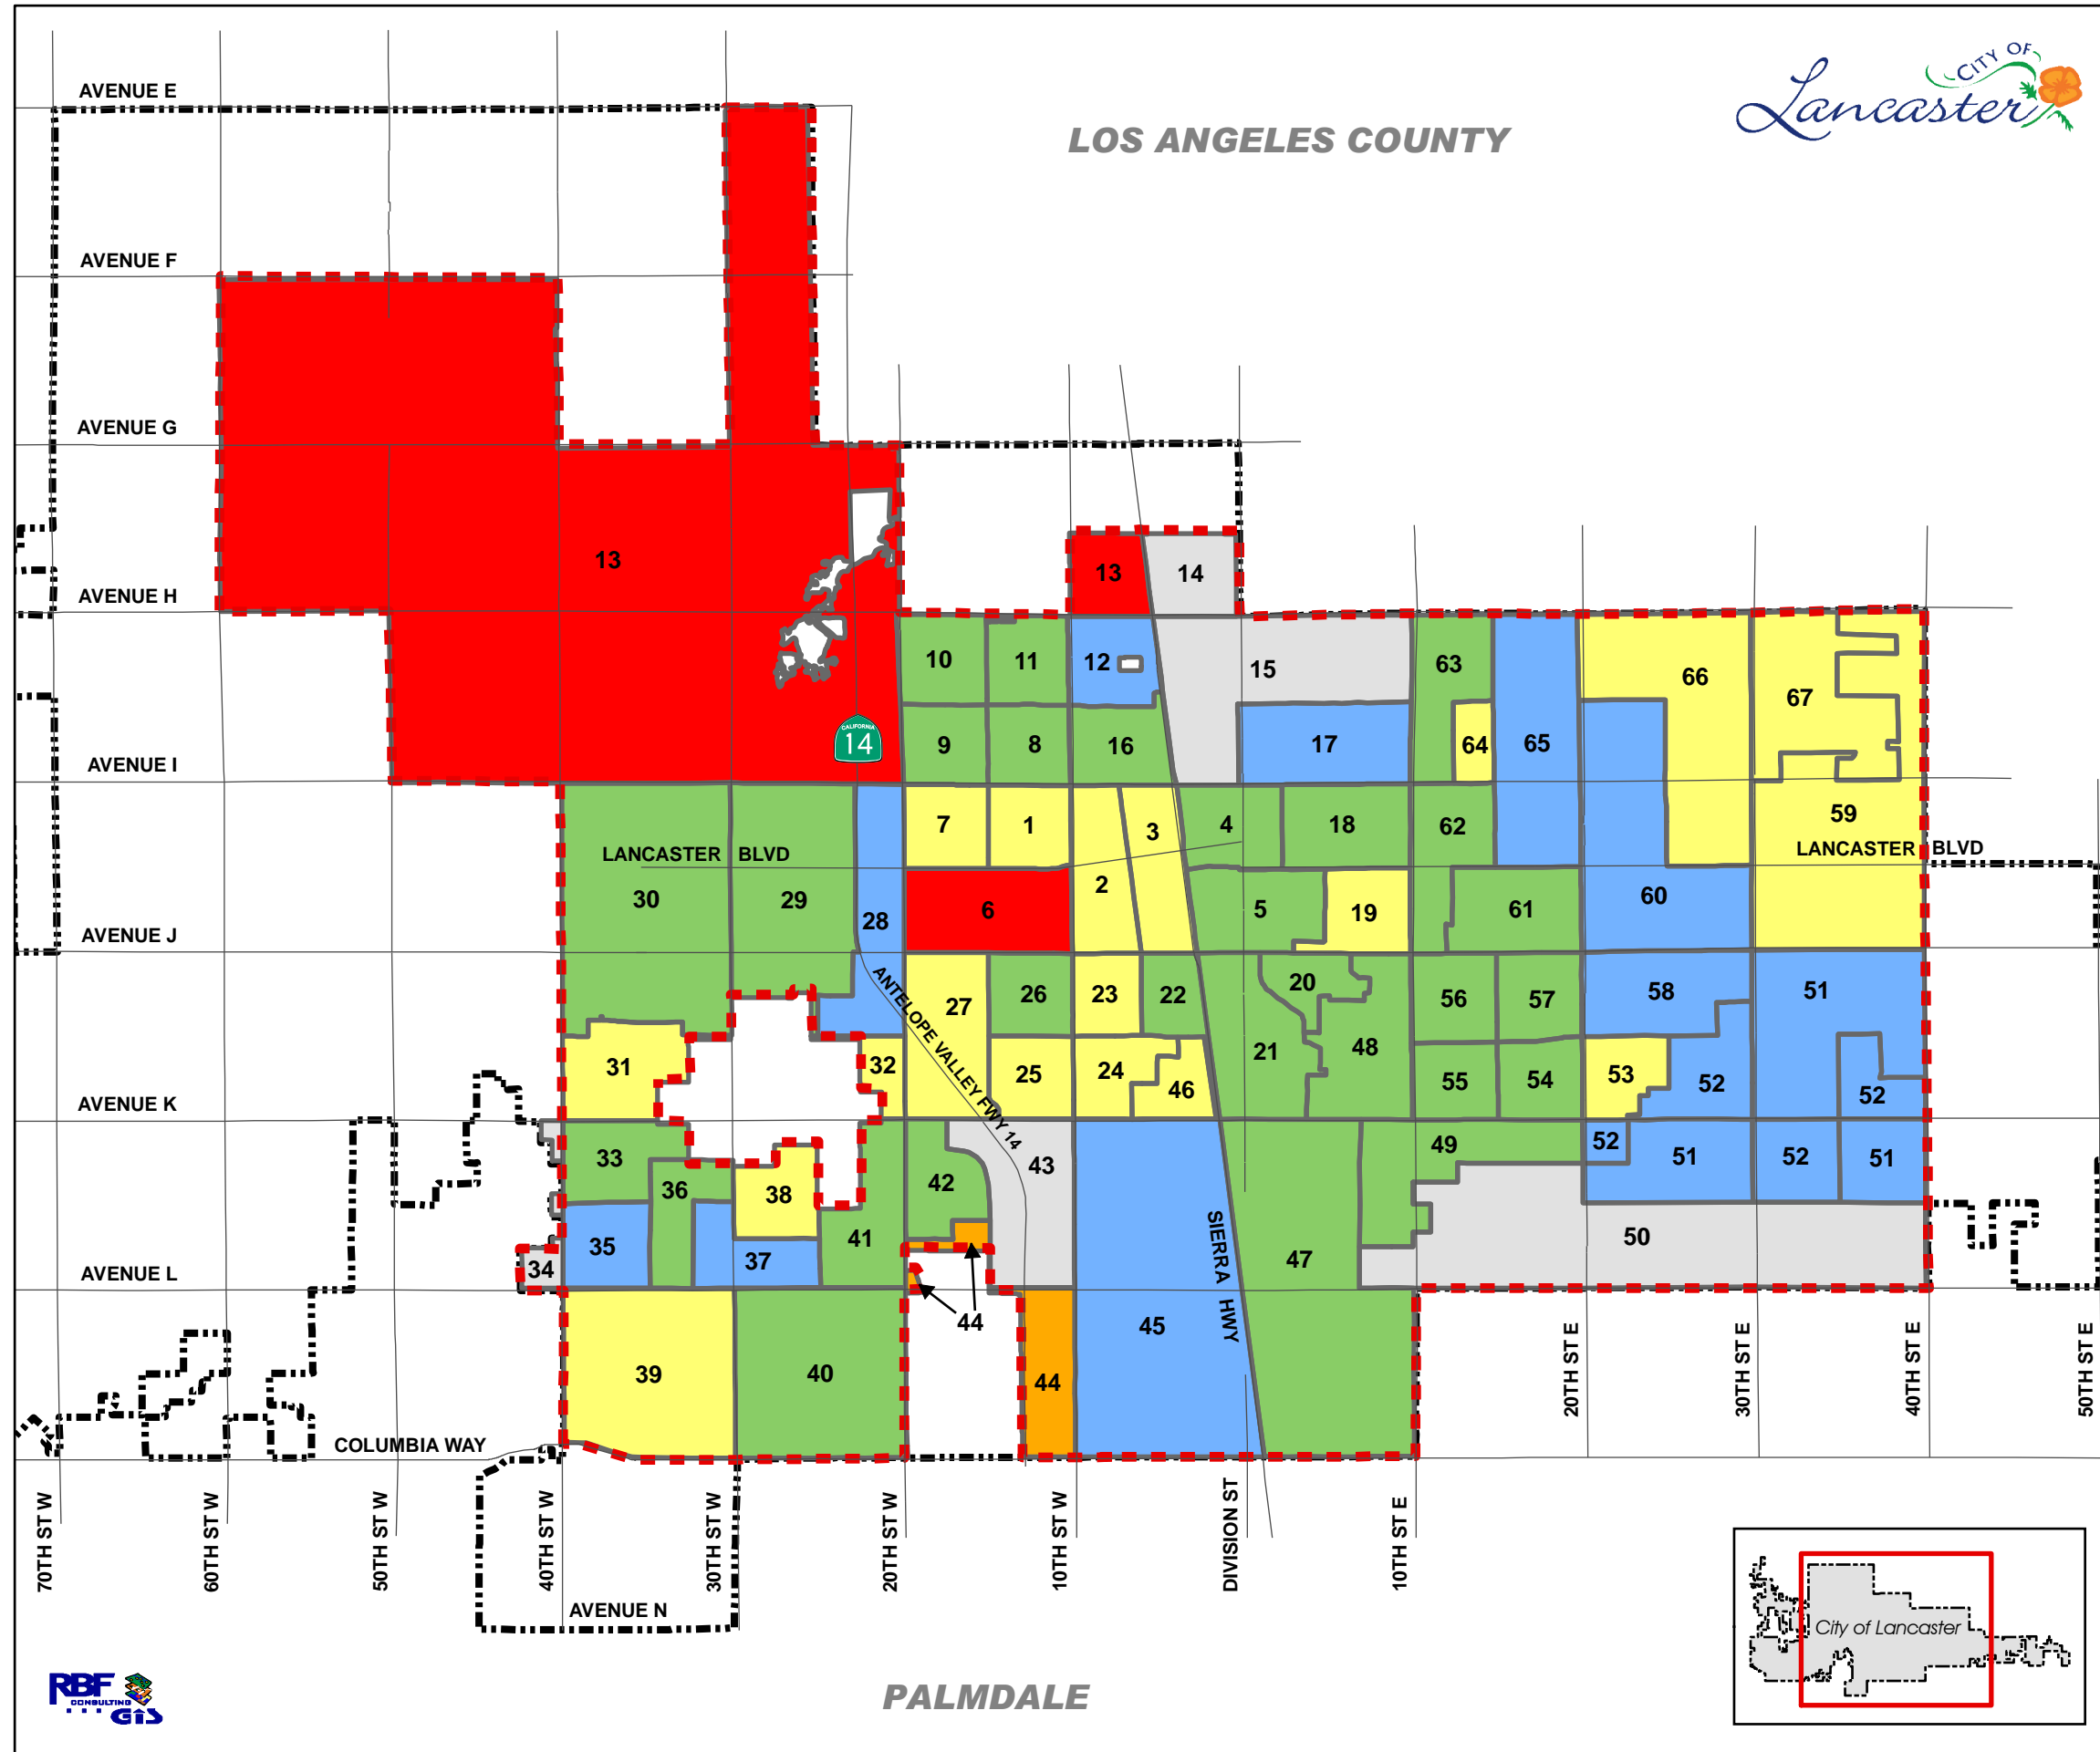 CITY OF
Lancaster
LOS ANGELES COUNTY
AVENUE E
AVENUE F
AVENUE G
13
13
14
AVENUE H
10
11
12
15
63
66
67
CALIFORNIA
14
9
8
16
17
64
65
AVENUE I
7
1
3
4
18
62
59
LANCASTER BLVD
LANCASTER BLVD
30
29
28
6
2
5
19
61
60
AVENUE J
ANTELOPE VALLEY FWY 14
27
26
23
22
20
56
57
58
51
31
32
25
24
46
21
48
55
54
53
52
52
AVENUE K
33
36
38
42
43
49
52
51
52
51
35
37
41
SIERRA HWY
47
50
34
AVENUE L
44
45
39
40
44
COLUMBIA WAY
20TH ST E
30TH ST E
40TH ST E
50TH ST E
70TH ST W
60TH ST W
50TH ST W
40TH ST W
30TH ST W
20TH ST W
10TH ST W
DIVISION ST
10TH ST E
AVENUE N
City of Lancaster
RBF
CONSULTING
GIS
PALMDALE